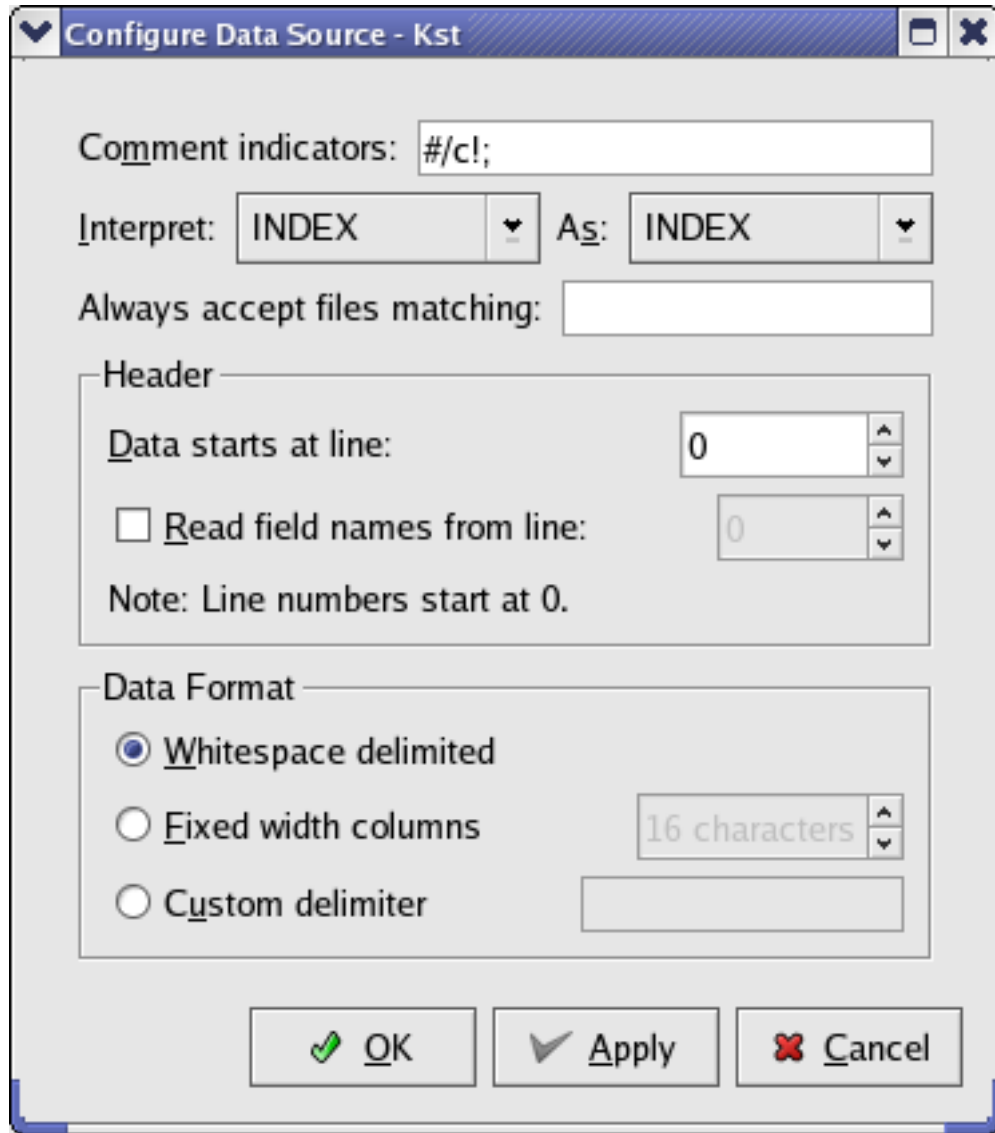 Configure Data Source - Kst
Comment indicators: #/c!;
Interpret: INDEX As: INDEX
Always accept files matching:
Header
Data starts at line: 0
Read field names from line: 0
Note: Line numbers start at 0.
Data Format
Whitespace delimited
Fixed width columns 16 characters
Custom delimiter
OK Apply Cancel